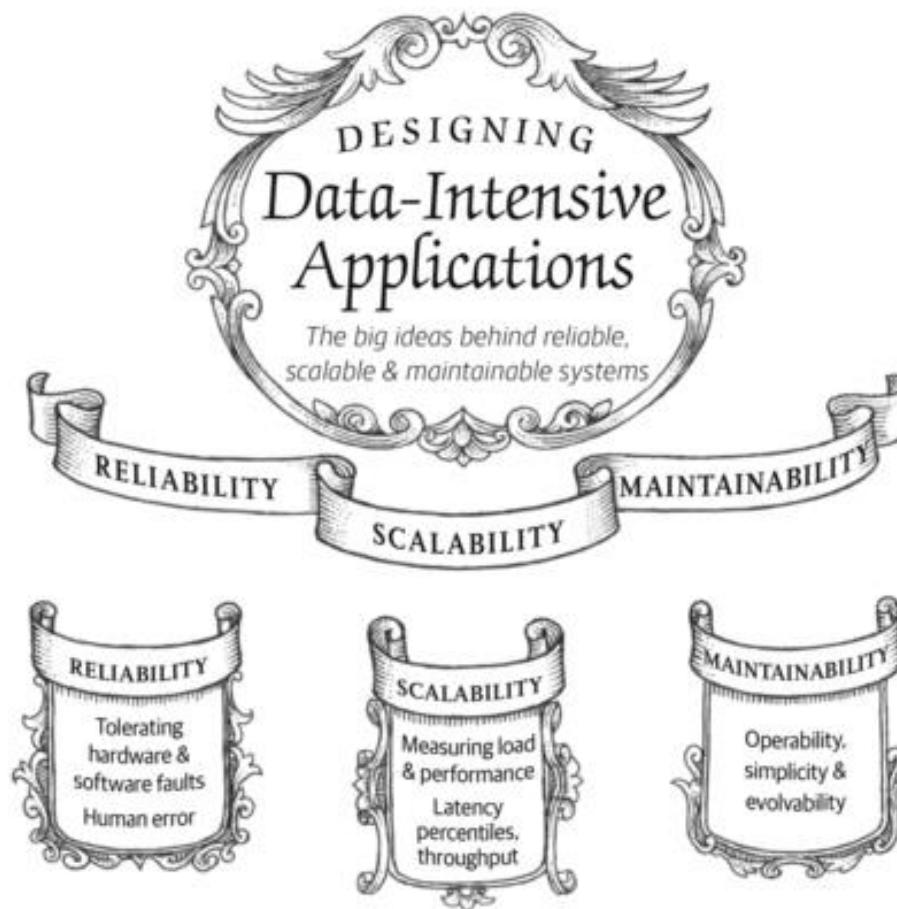 DESIGNING
Data-Intensive
Applications
The big ideas behind reliable,
scalable & maintainable systems
RELIABILITY
SCALABILITY
MAINTAINABILITY
RELIABILITY
Tolerating
hardware &
software faults
Human error
SCALABILITY
Measuring load
& performance
Latency
percentiles,
throughput
MAINTAINABILITY
Operability,
simplicity &
evolvability